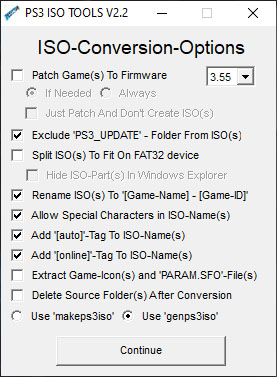 PS3 ISO TOOLS V2.2
ISO-Conversion-Options
Patch Game(s) To Firmware 3.55
If Needed Always
Just Patch And Don't Create ISO(s)
Exclude 'PS3_UPDATE' - Folder From ISO(s)
Split ISO(s) To Fit On FAT32 device
Hide ISO-Part(s) In Windows Explorer
Rename ISO(s) To '[Game-Name] - [Game-ID]'
Allow Special Characters in ISO-Name(s)
Add '[auto]'-Tag To ISO-Name(s)
Add '[online]'-Tag To ISO-Name(s)
Extract Game-Icon(s) and 'PARAM.SFO'-File(s)
Delete Source Folder(s) After Conversion
Use 'makeps3iso' Use 'genps3iso'
Continue